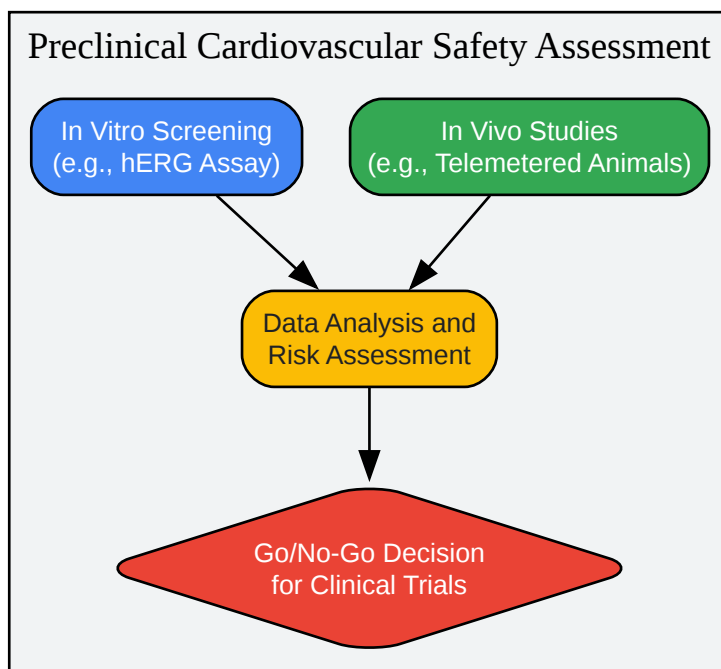 Preclinical Cardiovascular Safety Assessment
In Vitro Screening
(e.g., hERG Assay)
In Vivo Studies
(e.g., Telemetered Animals)
Data Analysis and
Risk Assessment
Go/No-Go Decision
for Clinical Trials